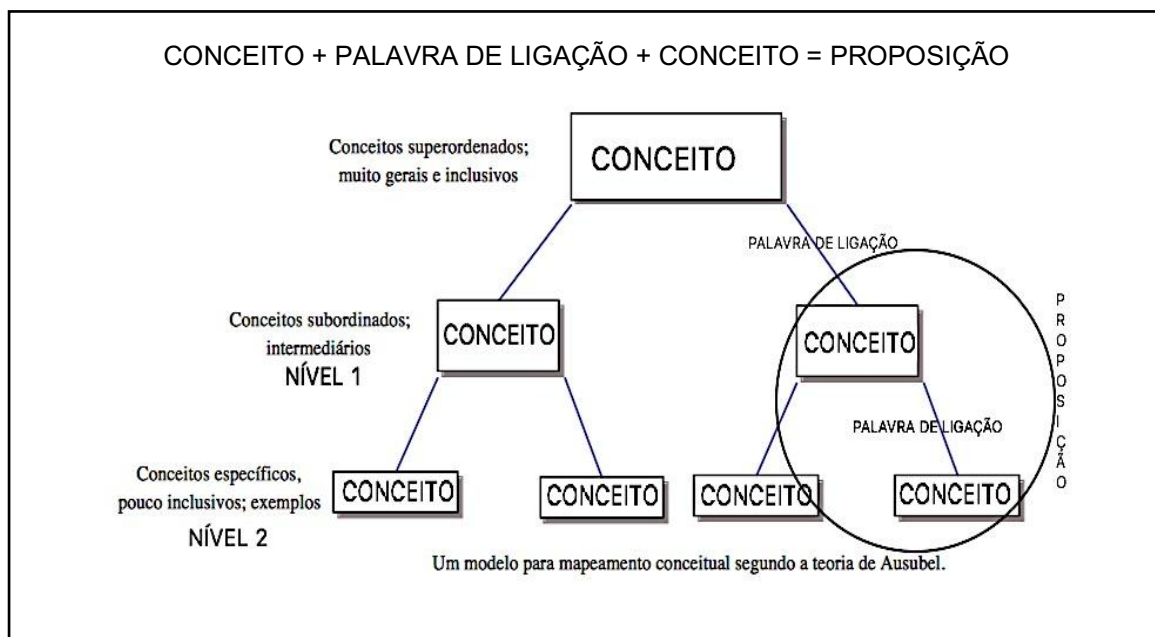 CONCEITO + PALAVRA DE LIGAÇÃO + CONCEITO = PROPOSIÇÃO
Conceitos superordenados;
muito gerais e inclusivos
CONCEITO
PALAVRA DE LIGAÇÃO
Conceitos subordinados;
intermediários
NÍVEL 1
CONCEITO
CONCEITO
PROPOSIÇÃO
PALAVRA DE LIGAÇÃO
Conceitos específicos,
pouco inclusivos; exemplos
NÍVEL 2
CONCEITO
CONCEITO
CONCEITO
CONCEITO
Um modelo para mapeamento conceitual segundo a teoria de Ausubel.